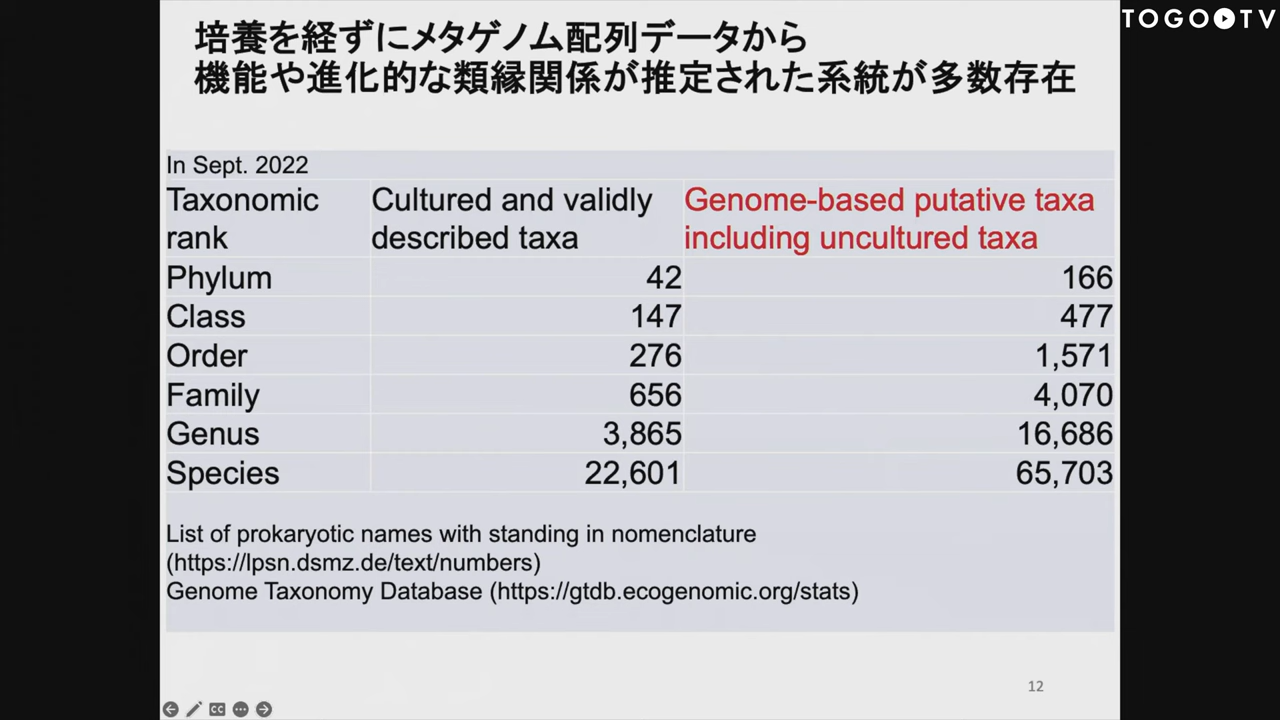 TOGOTV
培養を経ずにメタゲノム配列データから
機能や進化的な類縁関係が推定された系統が多数存在
In Sept. 2022
Taxonomic rank Cultured and validly described taxa Genome-based putative taxa including uncultured taxa
Phylum 42 166
Class 147 477
Order 276 1,571
Family 656 4,070
Genus 3,865 16,686
Species 22,601 65,703
List of prokaryotic names with standing in nomenclature
(https://lpsn.dsmz.de/text/numbers)
Genome Taxonomy Database (https://gtdb.ecogenomic.org/stats)
12
CC